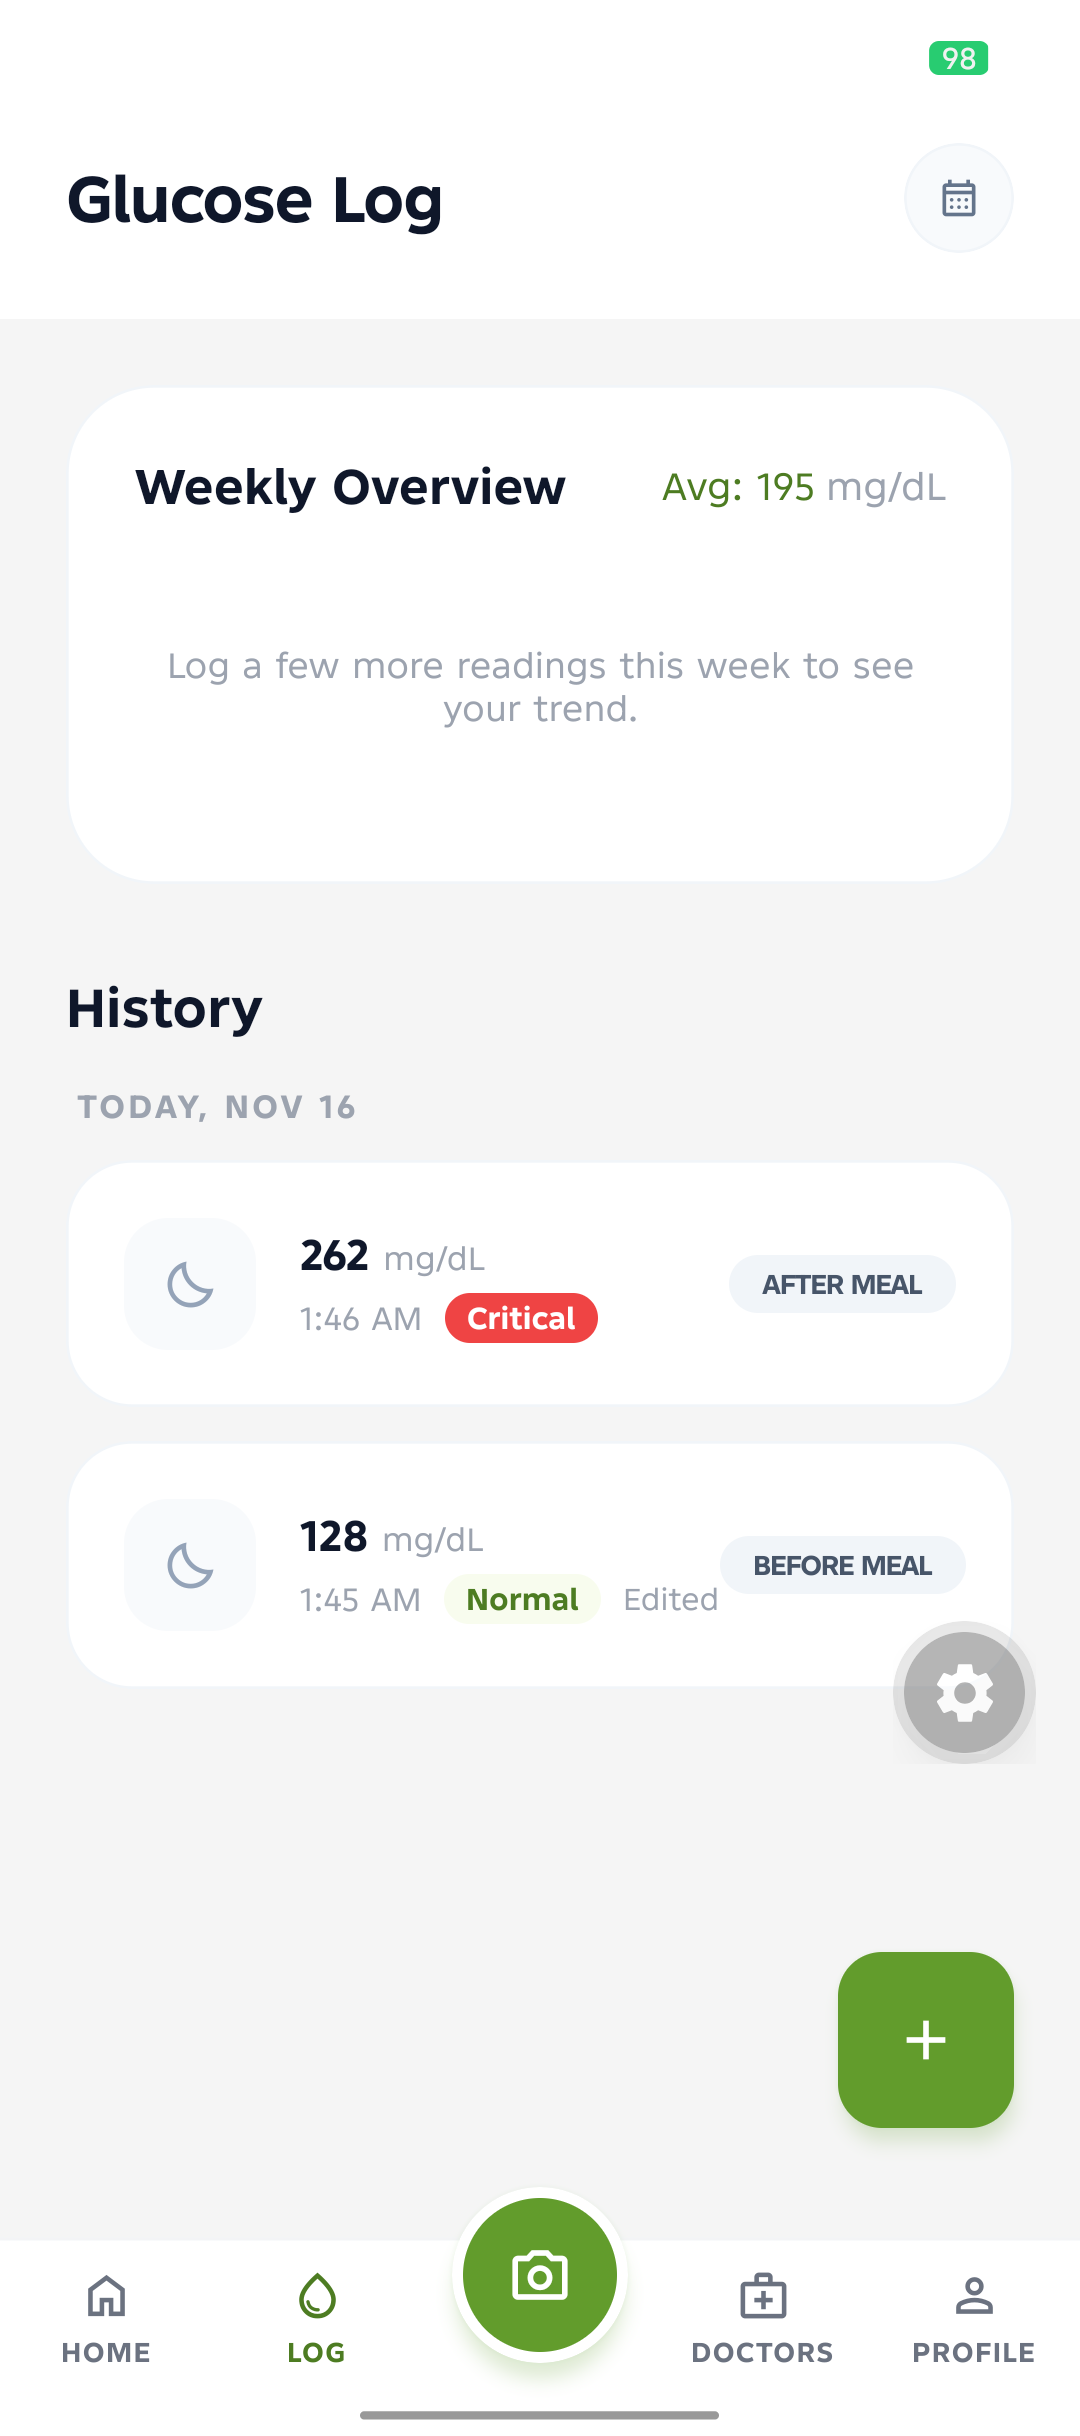 98
Glucose Log
Weekly Overview
Avg: 195 mg/dL
Log a few more readings this week to see
your trend.
History
TODAY, NOV 16
262 mg/dL
AFTER MEAL
1:46 AM Critical
128 mg/dL
BEFORE MEAL
1:45 AM Normal Edited
HOME
LOG
DOCTORS
PROFILE